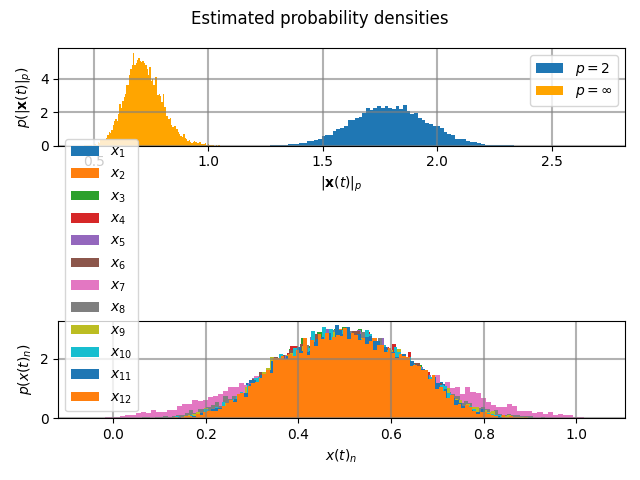 Estimated probability densities
p(|x(t)|ₚ)
4
2
0
p = 2
p = ∞
0.5 1.0 1.5 2.0 2.5
|x(t)|ₚ
x₁
x₂
x₃
x₄
x₅
x₆
x₇
x₈
x₉
x₁₀
x₁₁
x₁₂
p(x(t)ₙ)
2
0
0.0 0.2 0.4 0.6 0.8 1.0
x(t)ₙ